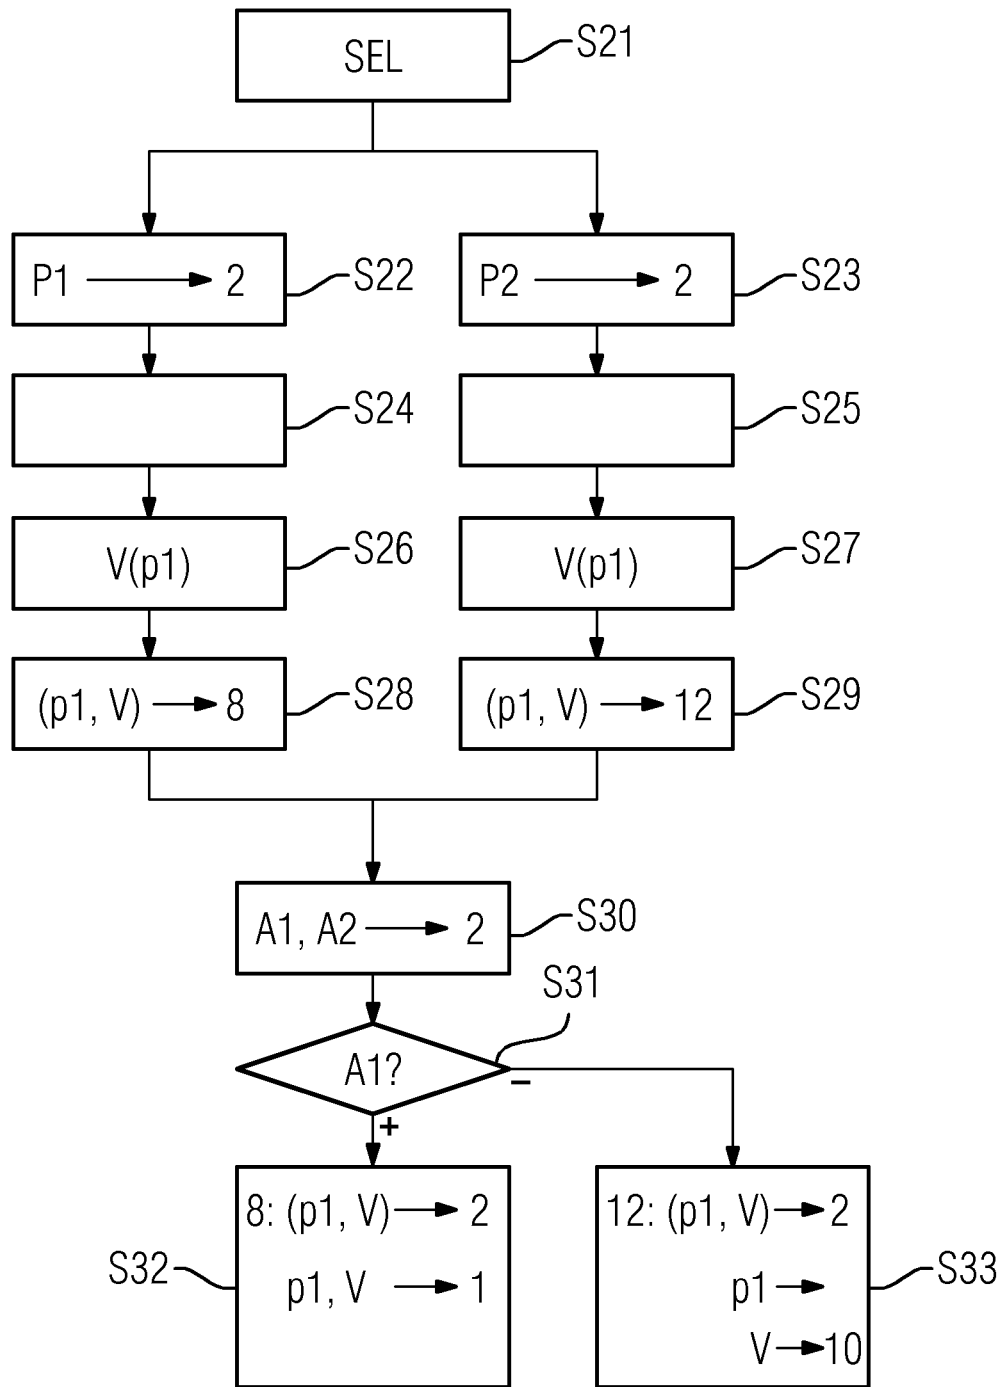 SEL
S21
P1 → 2
S22
P2 → 2
S23
S24
S25
V(p1)
S26
V(p1)
S27
(p1, V) → 8
S28
(p1, V) → 12
S29
A1, A2 → 2
S30
S31
A1?
–
+
8: (p1, V) → 2
p1, V → 1
S32
12: (p1, V) → 2
p1 →
V → 10
S33